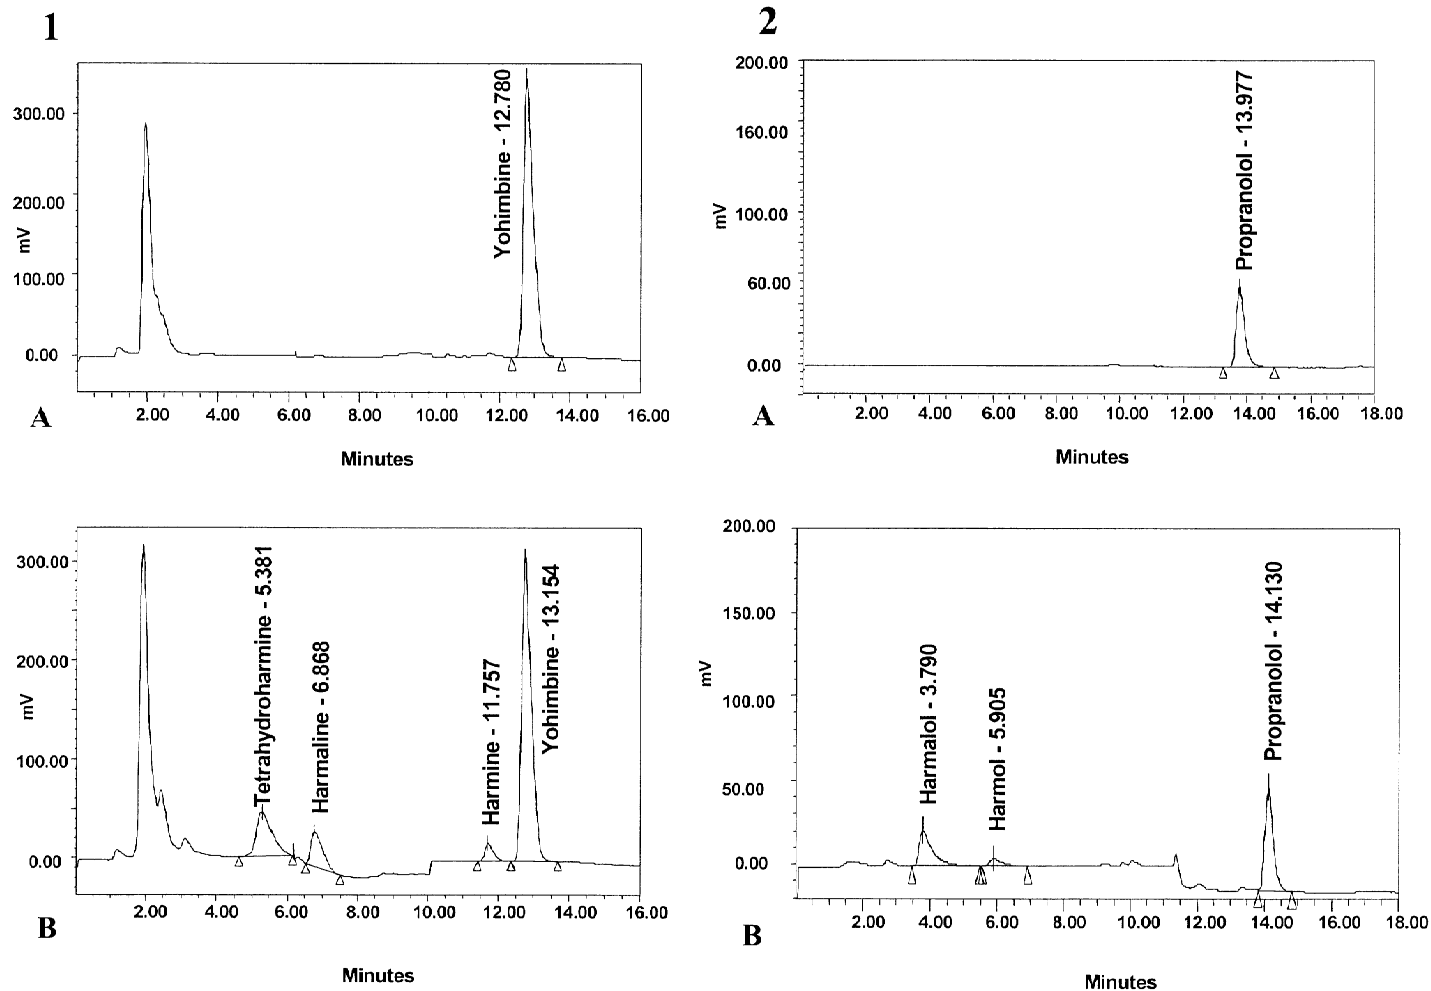 1
300.00
200.00
100.00
0.00
mV
Yohimbine - 12.780
2.00 4.00 6.00 8.00 10.00 12.00 14.00 16.00
A
Minutes
2
200.00
160.00
100.00
60.00
0.00
mV
Propranolol - 13.977
2.00 4.00 6.00 8.00 10.00 12.00 14.00 16.00 18.00
A
Minutes
300.00
200.00
100.00
0.00
mV
Tetrahydroharmine - 5.381
Harmaline - 6.868
Harmine - 11.757
Yohimbine - 13.154
2.00 4.00 6.00 8.00 10.00 12.00 14.00 16.00
B
Minutes
200.00
150.00
100.00
50.00
0.00
mV
Harmalol - 3.790
Harmol - 5.905
Propranolol - 14.130
2.00 4.00 6.00 8.00 10.00 12.00 14.00 16.00 18.00
B
Minutes